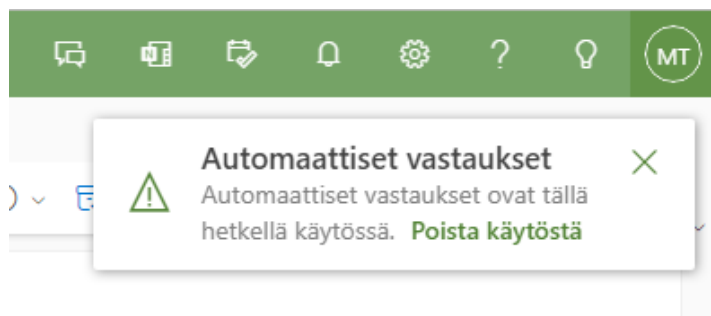 MT
Automaattiset vastaukset
Automaattiset vastaukset ovat tällä
hetkellä käytössä. Poista käytöstä